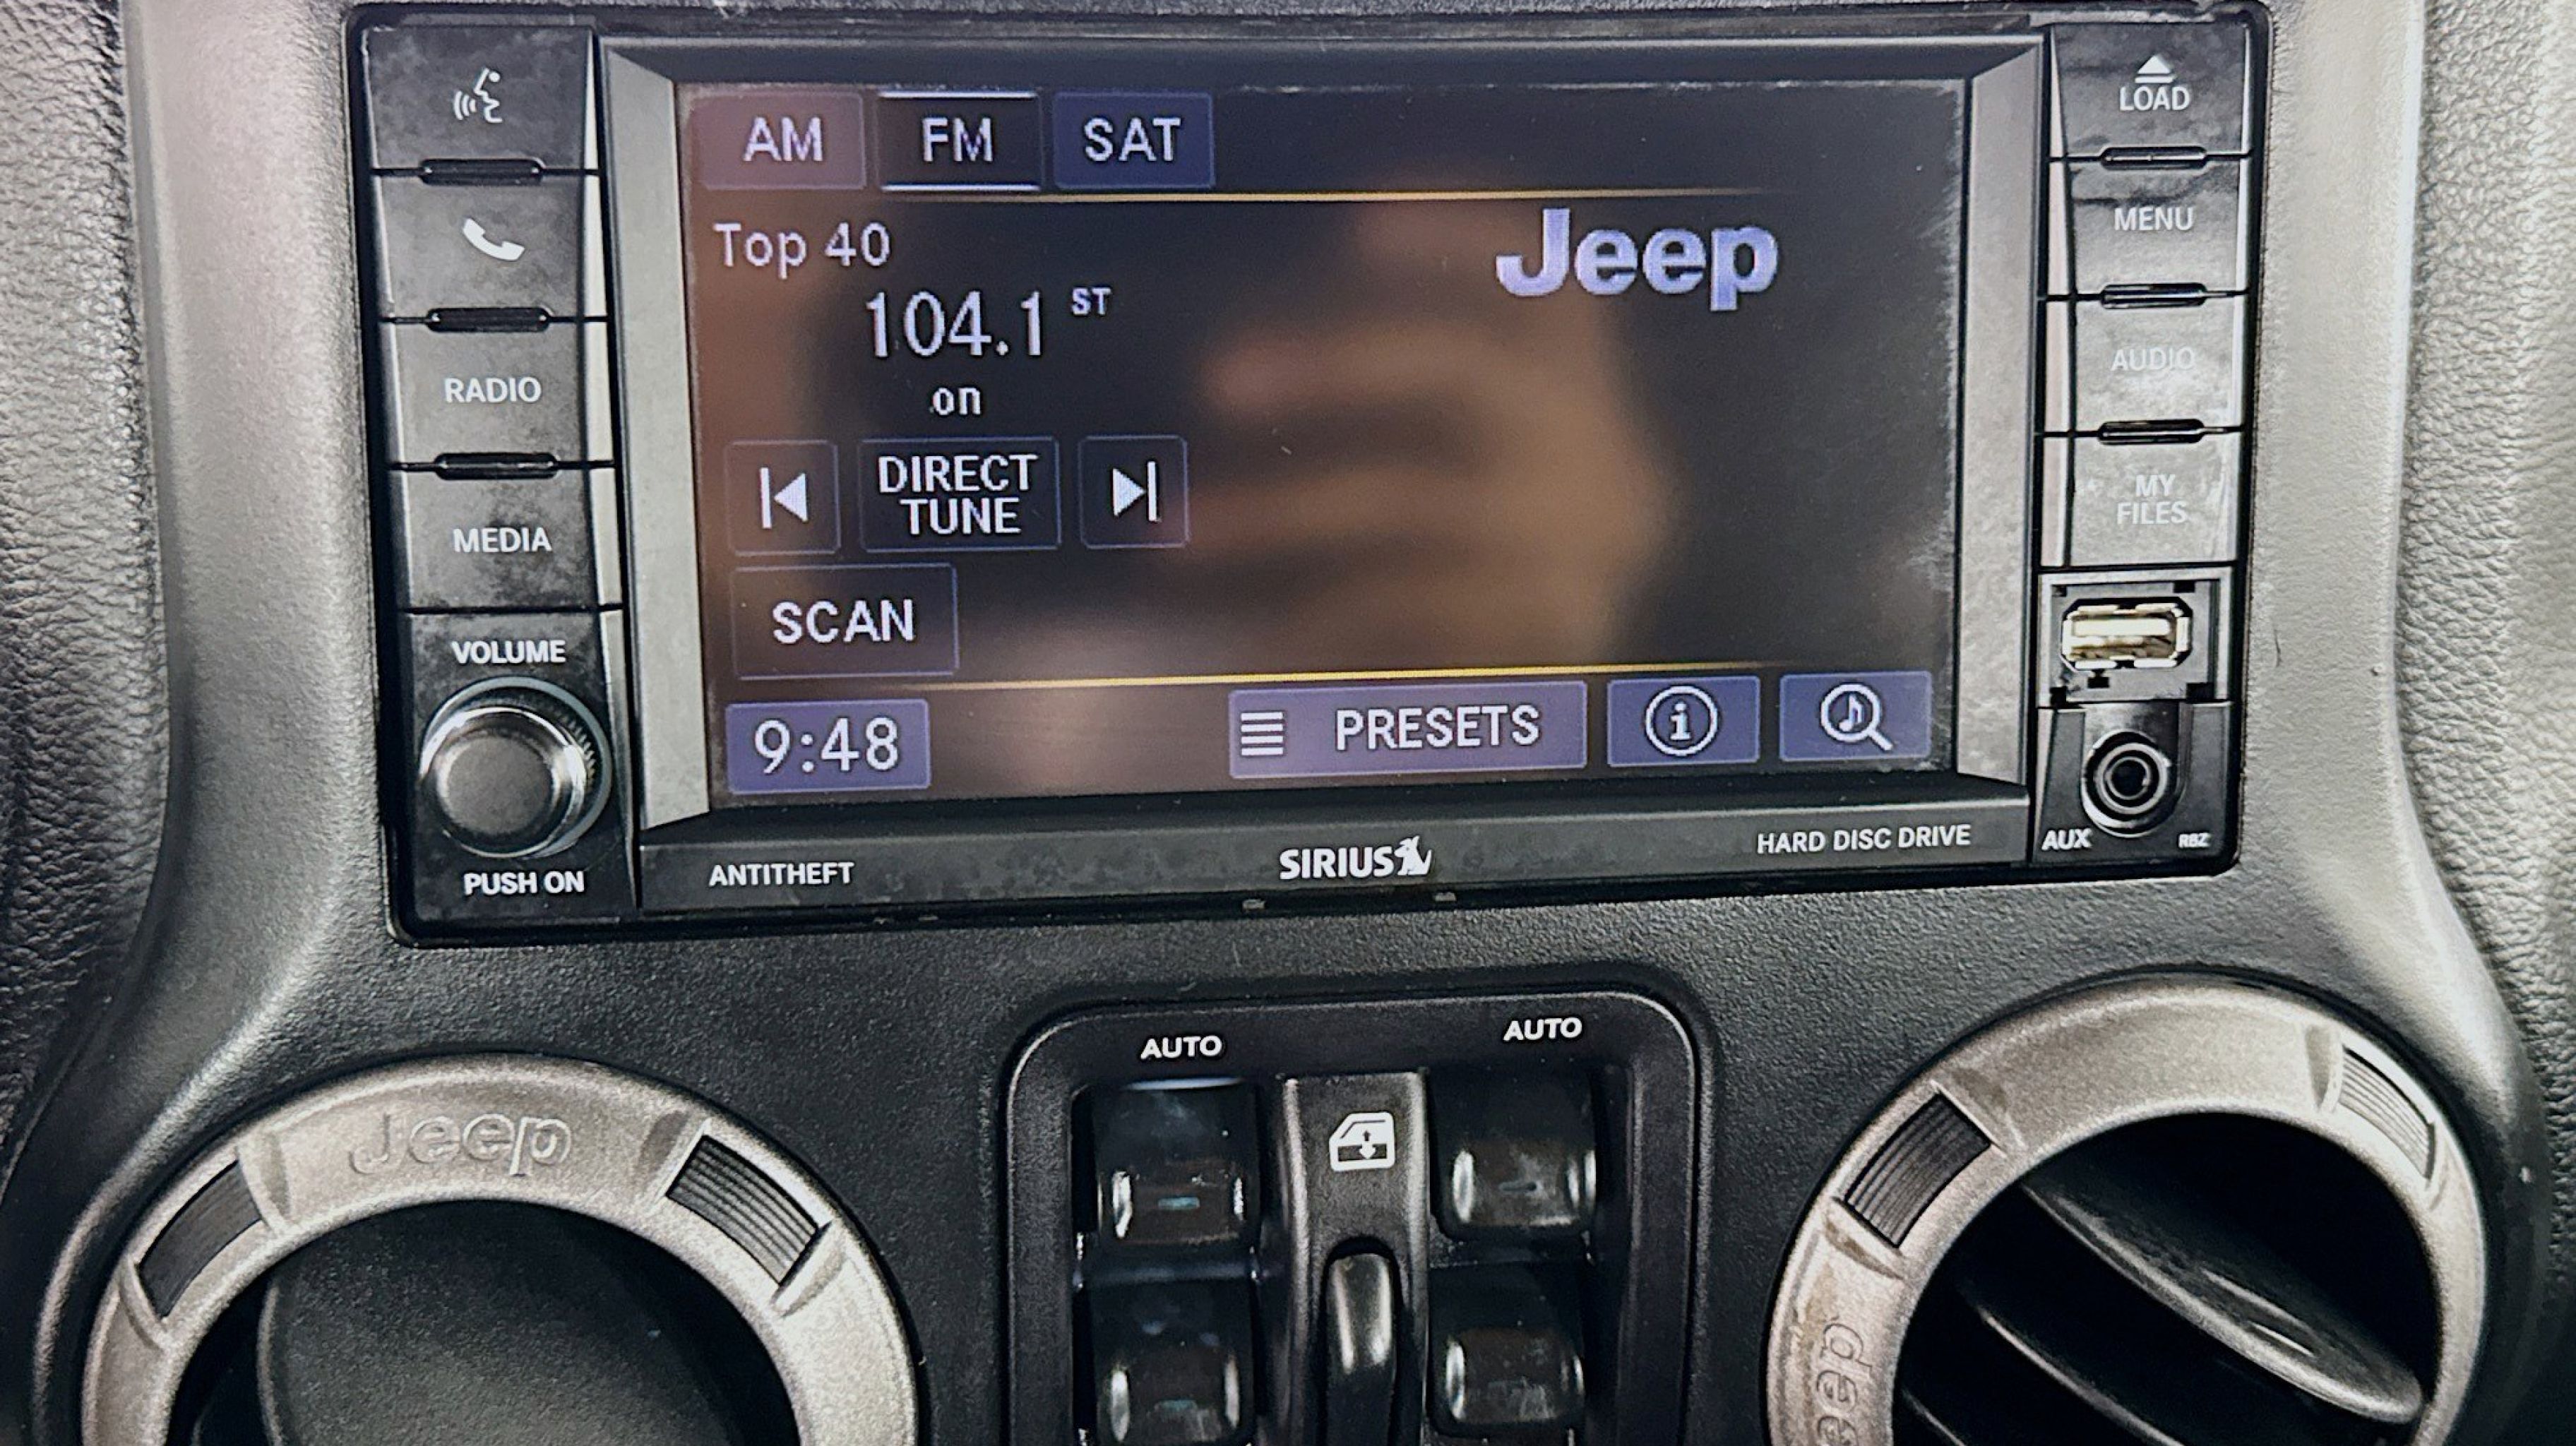 AM FM SAT
Top 40
Jeep
104.1 ST
on
DIRECT
TUNE
SCAN
9:48 PRESETS i
RADIO
MEDIA
VOLUME
PUSH ON
LOAD
MENU
AUDIO
MY
FILES
AUX RBZ
ANTITHEFT SIRIUS HARD DISC DRIVE
AUTO AUTO
Jeep
Jeep